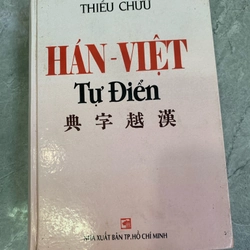 THIỀU CHỬU
HÁN - VIỆT
Tự Điển
典字越漢
NHÀ XUẤT BẢN TP. HỒ CHÍ MINH